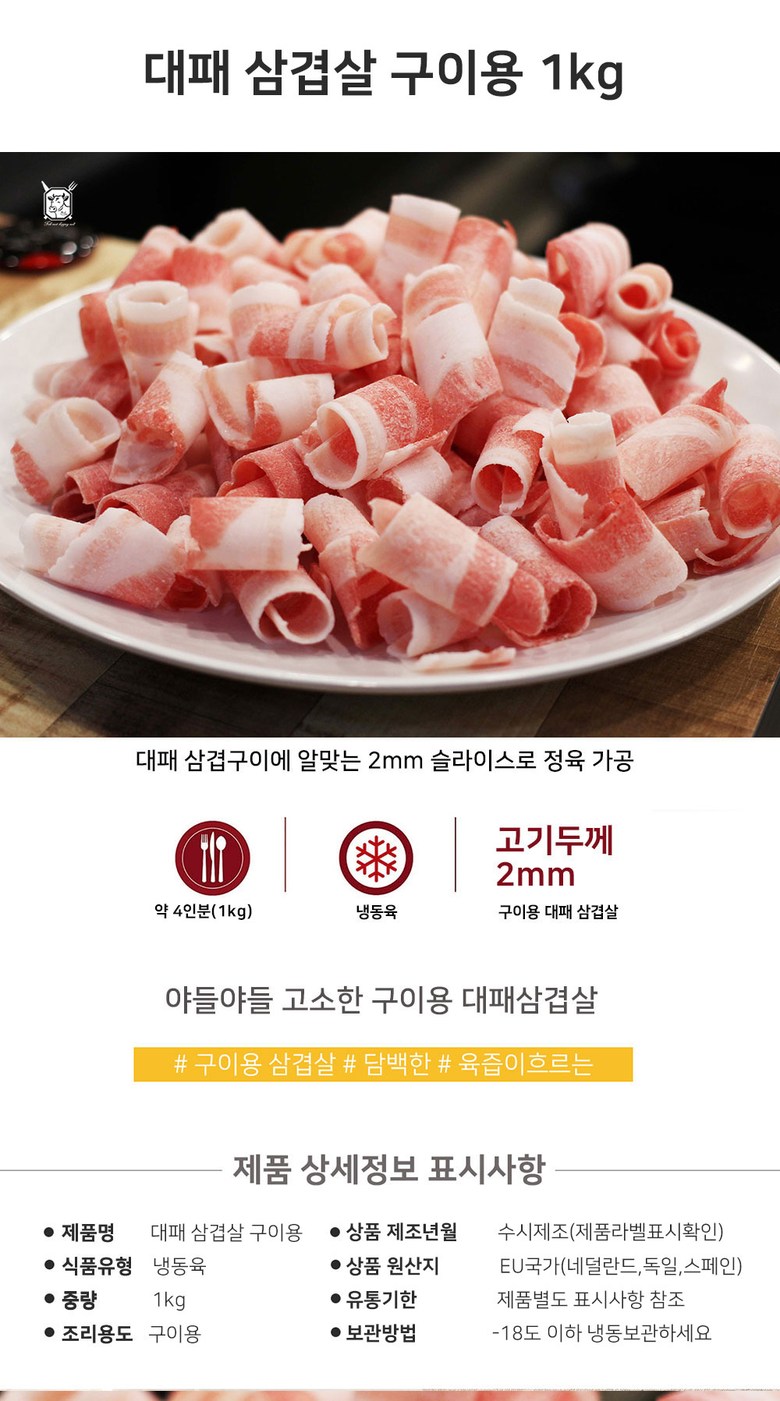 대패 삼겹살 구이용 1kg
대패 삼겹구이에 알맞는 2mm 슬라이스로 정육 가공
고기두께
2mm
약 4인분(1kg)
냉동육
구이용 대패 삼겹살
야들야들 고소한 구이용 대패삼겹살
# 구이용 삼겹살 # 담백한 # 육즙이흐르는
제품 상세정보 표시사항
● 제품명 대패 삼겹살 구이용
● 식품유형 냉동육
● 중량 1kg
● 조리용도 구이용
● 상품 제조년월 수시제조(제품라벨표시확인)
● 상품 원산지 EU국가(네덜란드,독일,스페인)
● 유통기한 제품별도 표시사항 참조
● 보관방법 -18도 이하 냉동보관하세요